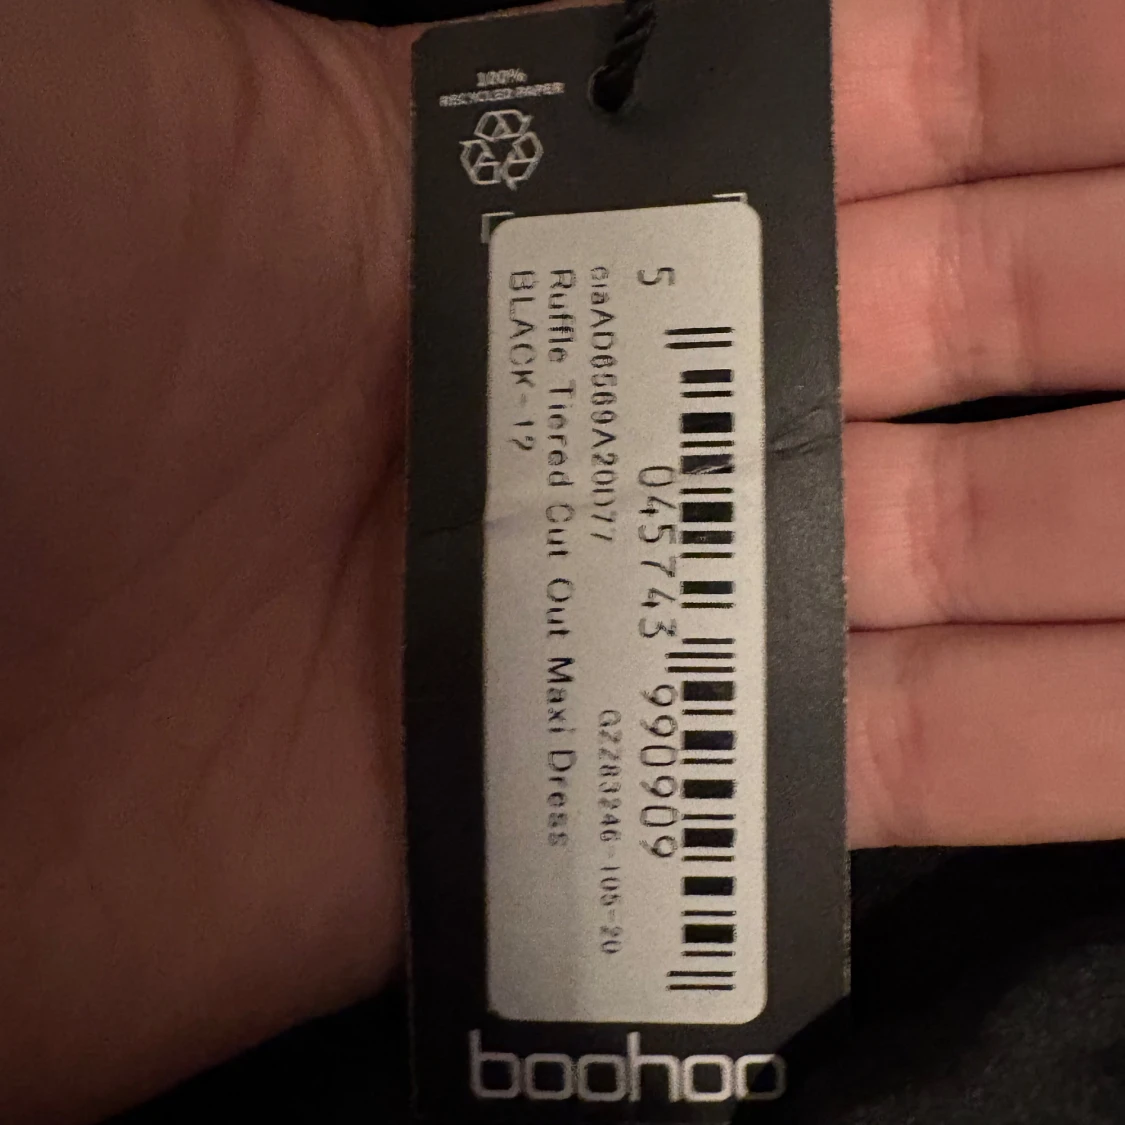 100%
RECYCLED PAPER
5 045743 990909
Ruffle Tiered Cut Out Maxi Dress
BLACK-12
boohoo